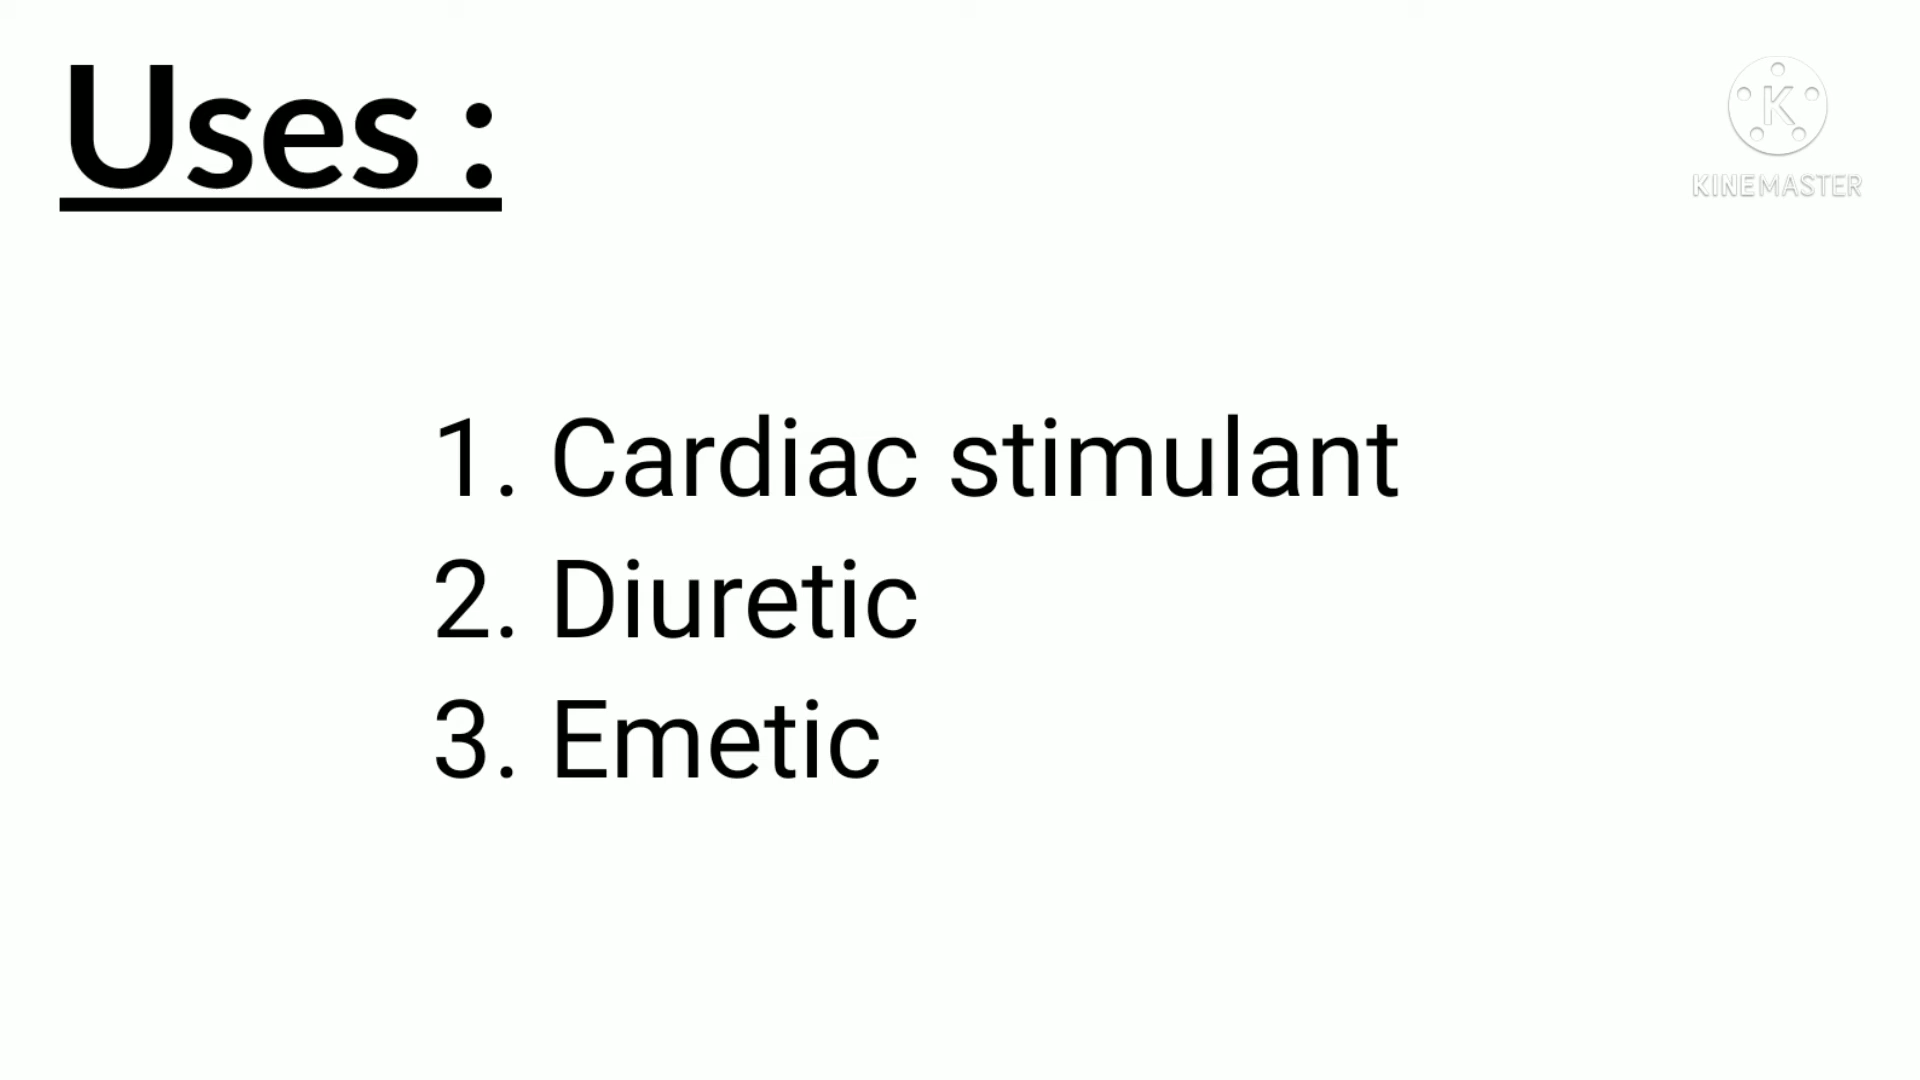 Uses :
K
KINEMASTER
1. Cardiac stimulant
2. Diuretic
3. Emetic